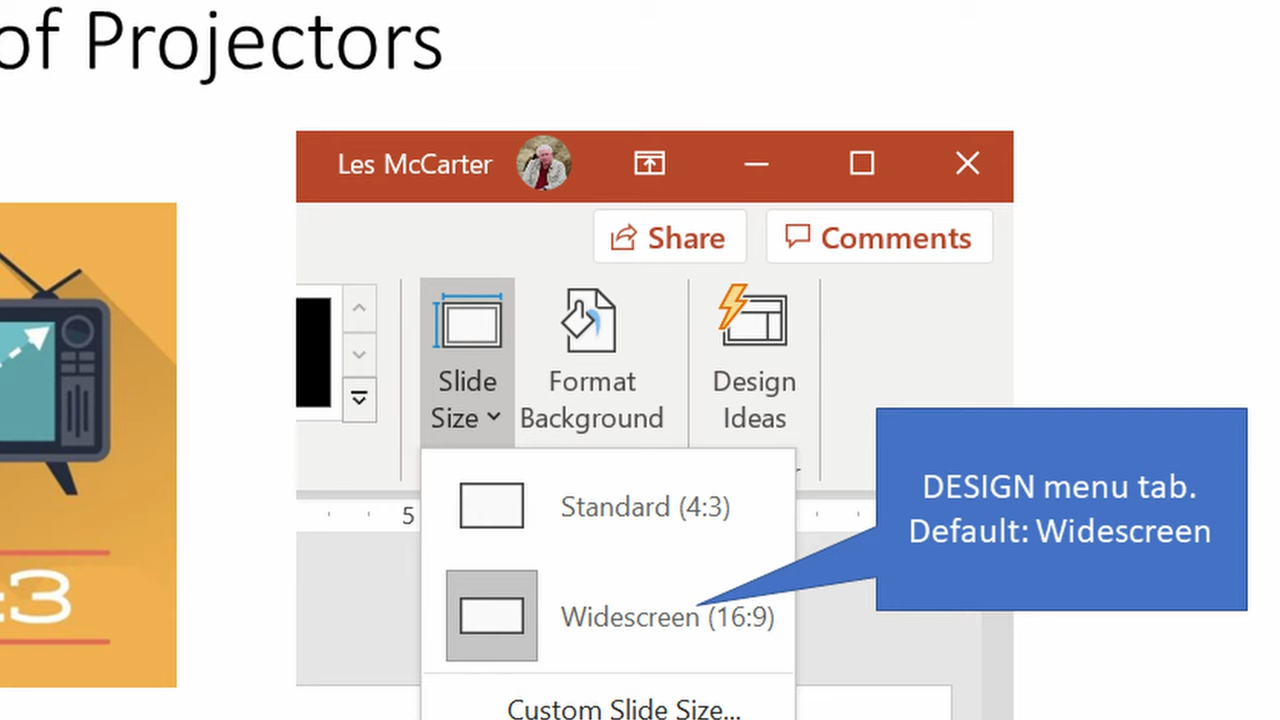 of Projectors
Les McCarter
Share
Comments
Slide
Size
Format
Background
Design
Ideas
5
Standard (4:3)
Widescreen (16:9)
Custom Slide Size...
DESIGN menu tab.
Default: Widescreen
:3